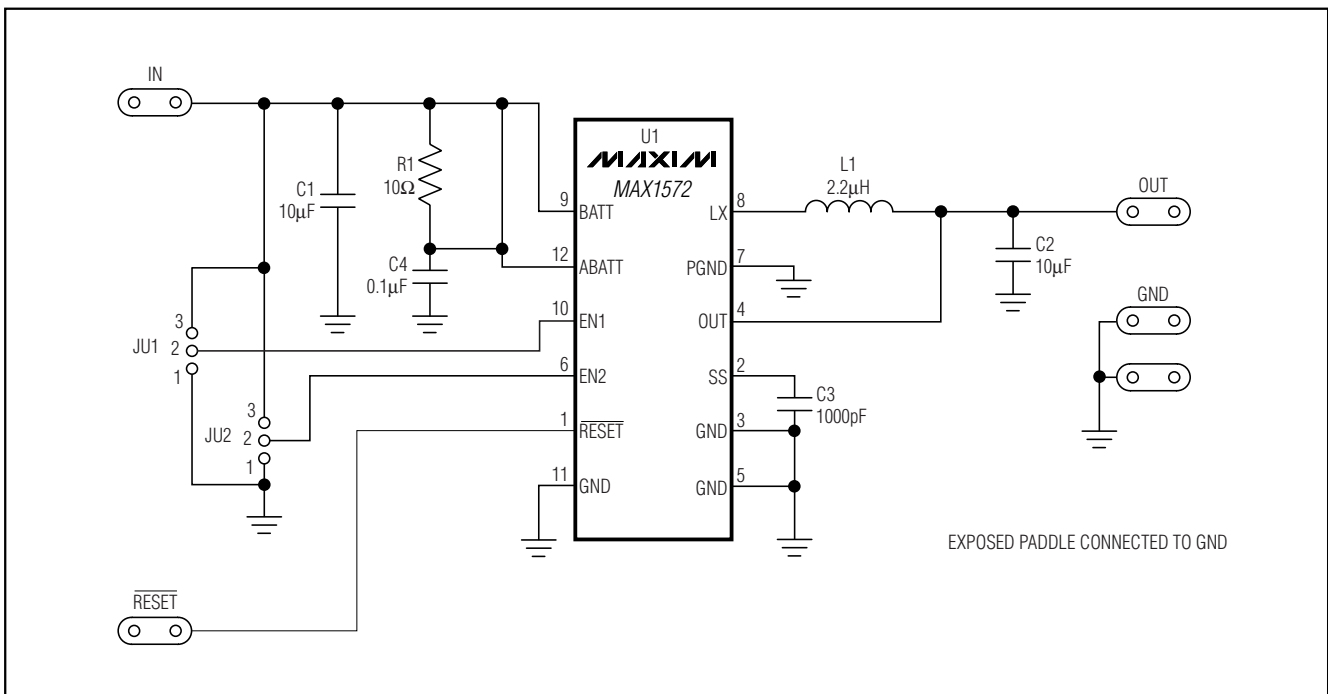 IN
U1
MAXIM
MAX1572
R1
10Ω
C1
10µF
C4
0.1µF
9
BATT
12
ABATT
10
EN1
6
EN2
1
RESET
11
GND
LX
8
PGND
7
OUT
4
SS
2
GND
3
GND
5
L1
2.2µH
OUT
C2
10µF
GND
C3
1000pF
JU1
3
2
1
JU2
3
2
1
RESET
EXPOSED PADDLE CONNECTED TO GND